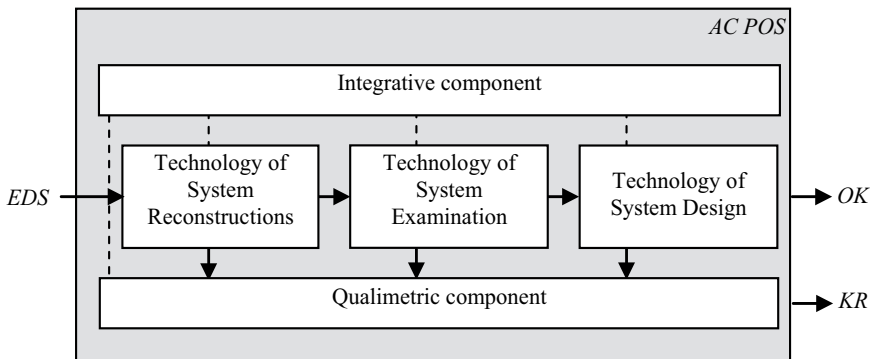 AC POS
Integrative component
Technology of
System
Reconstructions
Technology of
System
Examination
Technology of
System Design
EDS
OK
Qualimetric component
KR